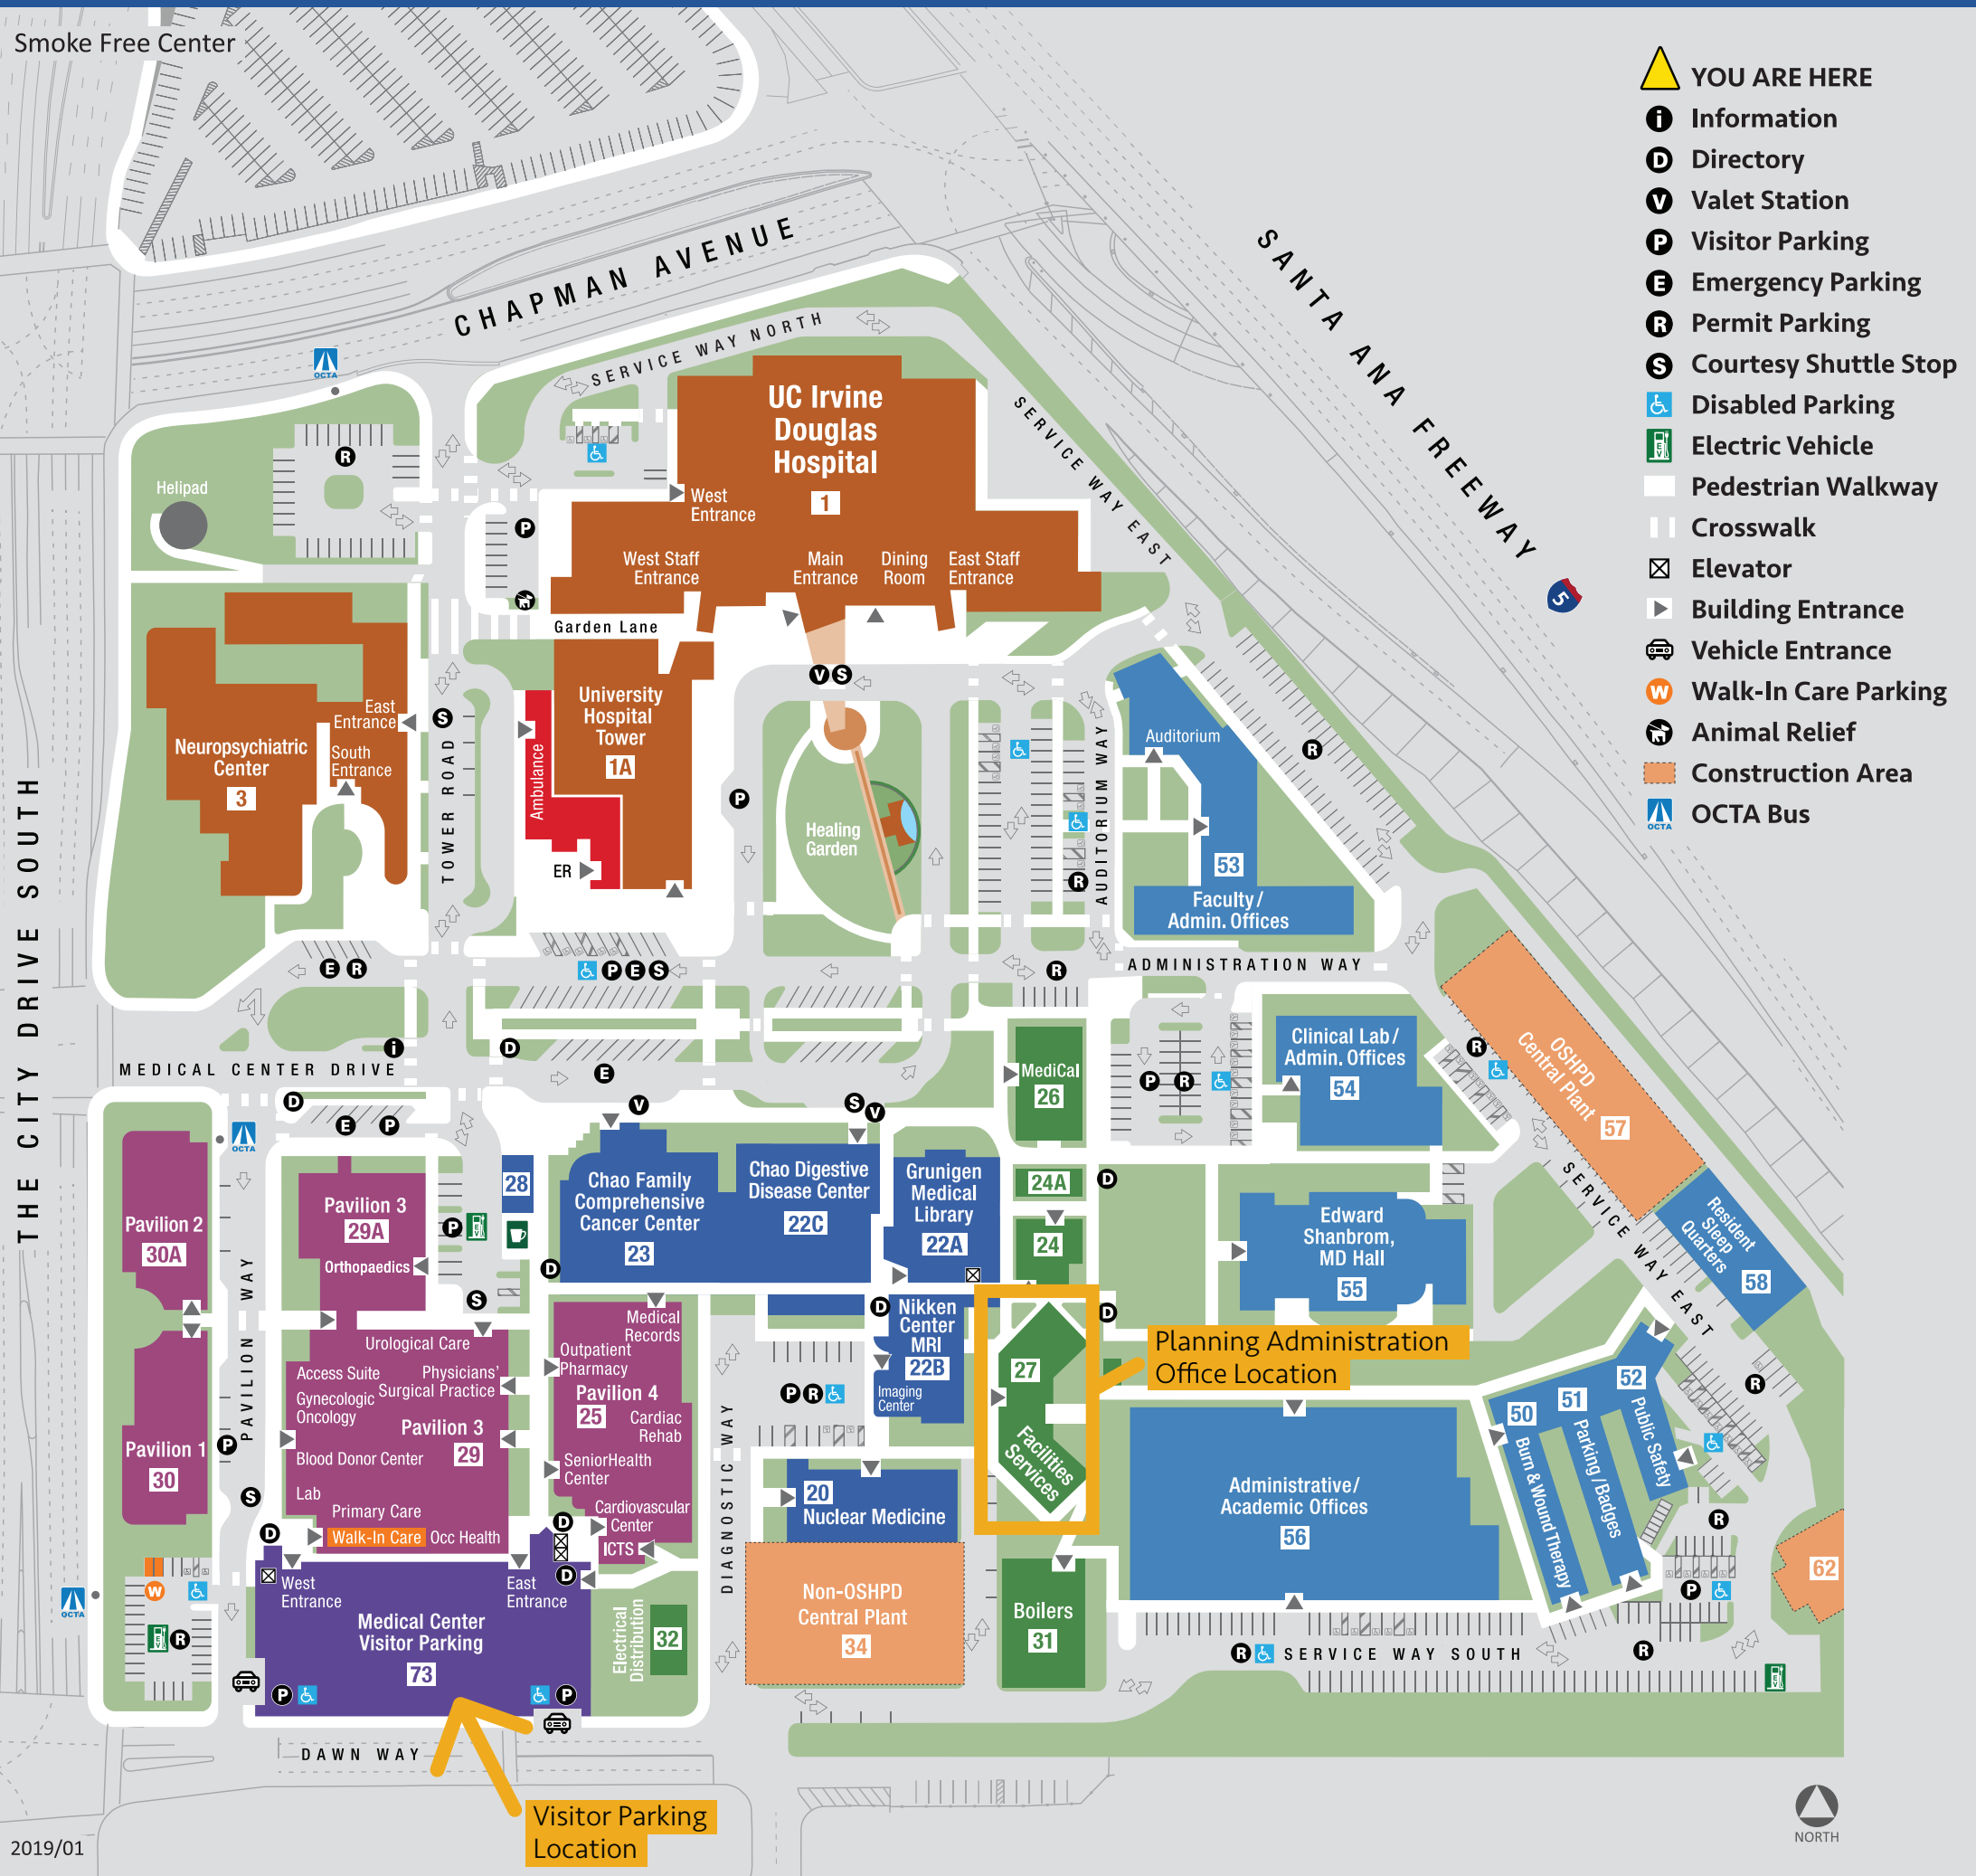 Smoke Free Center
YOU ARE HERE
i Information
D Directory
V Valet Station
P Visitor Parking
E Emergency Parking
R Permit Parking
S Courtesy Shuttle Stop
Disabled Parking
Electric Vehicle
Pedestrian Walkway
Crosswalk
Elevator
Building Entrance
Vehicle Entrance
W Walk-In Care Parking
Animal Relief
Construction Area
OCTA
OCTA Bus
CHAPMAN AVENUE
SANTA ANA FREEWAY
5
THE CITY DRIVE SOUTH
SERVICE WAY NORTH
SERVICE WAY EAST
OCTA
R
Helipad
UC Irvine
Douglas
Hospital
1
West
Entrance
West Staff
Entrance
Main
Entrance
Dining
Room
East Staff
Entrance
P
Garden Lane
V S
Neuropsychiatric
Center
3
East
Entrance
South
Entrance
S
TOWER ROAD
University
Hospital
Tower
1A
Ambulance
ER
P
Healing
Garden
AUDITORIUM WAY
R
Auditorium
53
Faculty/
Admin. Offices
R
E R
P E S
R
ADMINISTRATION WAY
i
D
E
MEDICAL CENTER DRIVE
D
E P
V
S
V
MediCal
26
P R
Clinical Lab/
Admin. Offices
54
R
OSHPD
Central Plant
57
SERVICE WAY EAST
Resident
Sleep
Quarters
58
OCTA
Pavilion 2
30A
Pavilion 1
30
PAVILION WAY
P
S
Pavilion 3
29A
Orthopaedics
P
EV
S
28
D
Chao Family
Comprehensive
Cancer Center
23
Chao Digestive
Disease Center
22C
Grunigen
Medical
Library
22A
24A
D
24
Edward
Shanbrom,
MD Hall
55
D
Nikken
Center
MRI
22B
Imaging
Center
D
27
Facilities
Services
Planning Administration
Office Location
Urological Care
Access Suite
Physicians'
Surgical Practice
Gynecologic
Oncology
Pavilion 3
29
Blood Donor Center
Lab
Primary Care
Walk-In Care
Occ Health
Medical
Records
Outpatient
Pharmacy
Pavilion 4
25
Cardiac
Rehab
SeniorHealth
Center
Cardiovascular
Center
ICTS
DIAGNOSTIC WAY
P R
20
Nuclear Medicine
Administrative/
Academic Offices
56
50
Burn & Wound Therapy
51
Parking / Badges
52
Public Safety
R
R
P
62
D
D
D
West
Entrance
East
Entrance
Medical Center
Visitor Parking
73
P
P
OCTA
W
EV
R
Electrical
Distribution
32
Non-OSHPD
Central Plant
34
Boilers
31
R
SERVICE WAY SOUTH
R
EV
DAWN WAY
Visitor Parking
Location
2019/01
NORTH